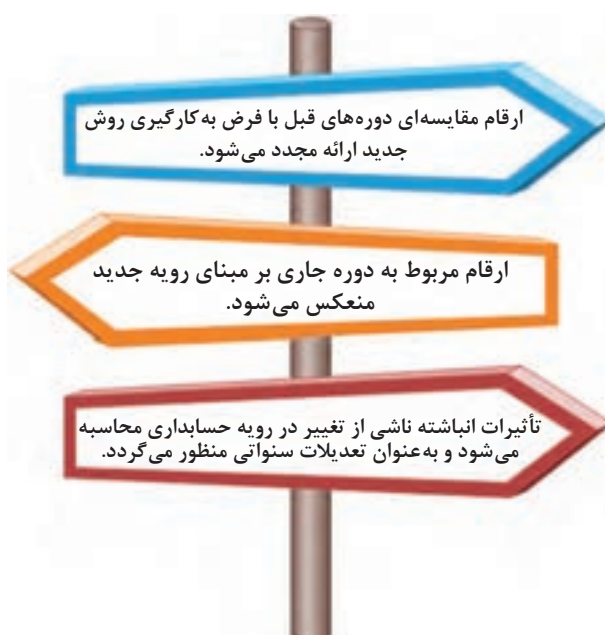 ارقام مقایسه‌ای دوره‌های قبل با فرض به‌کارگیری روش
جدید ارائه مجدد می‌شود.
ارقام مربوط به دوره جاری بر مبنای رویه جدید
منعکس می‌شود.
تأثیرات انباشته ناشی از تغییر در رویه حسابداری محاسبه
می‌شود و به‌عنوان تعدیلات سنواتی منظور می‌گردد.